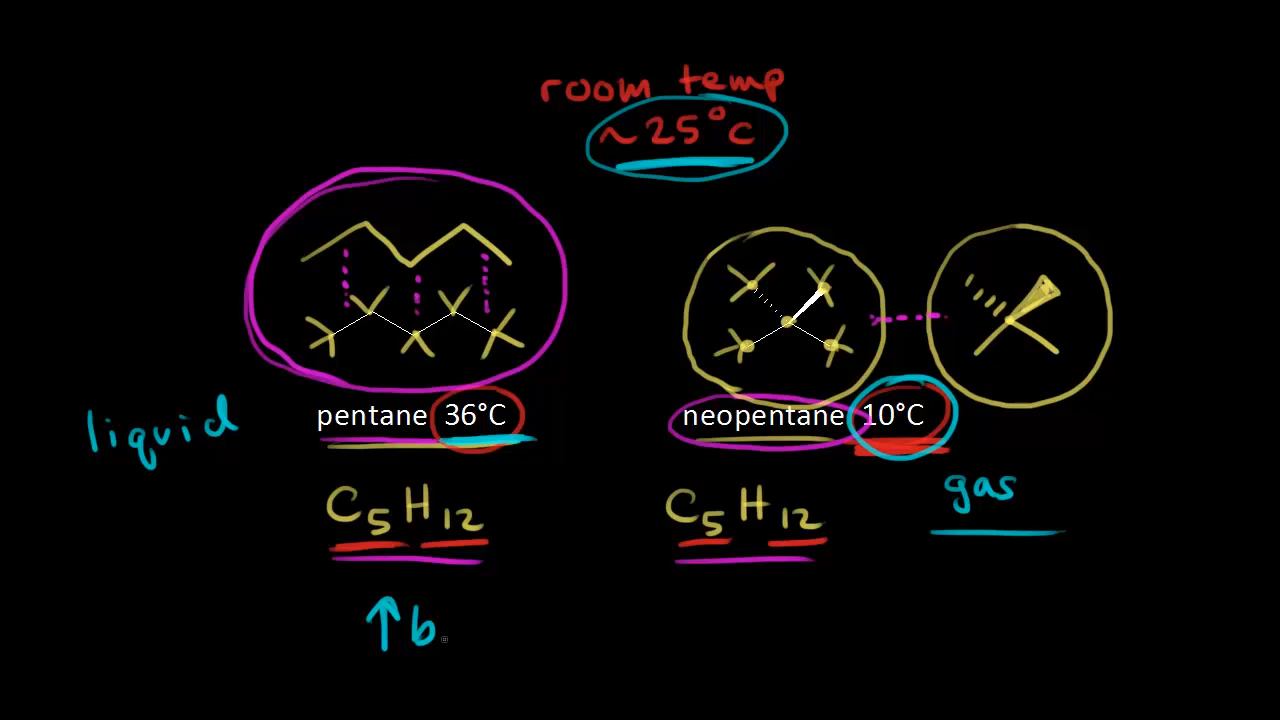 room temp
~25°C
pentane 36°C
neopentane 10°C
liquid
gas
C5H12
C5H12
↑b.